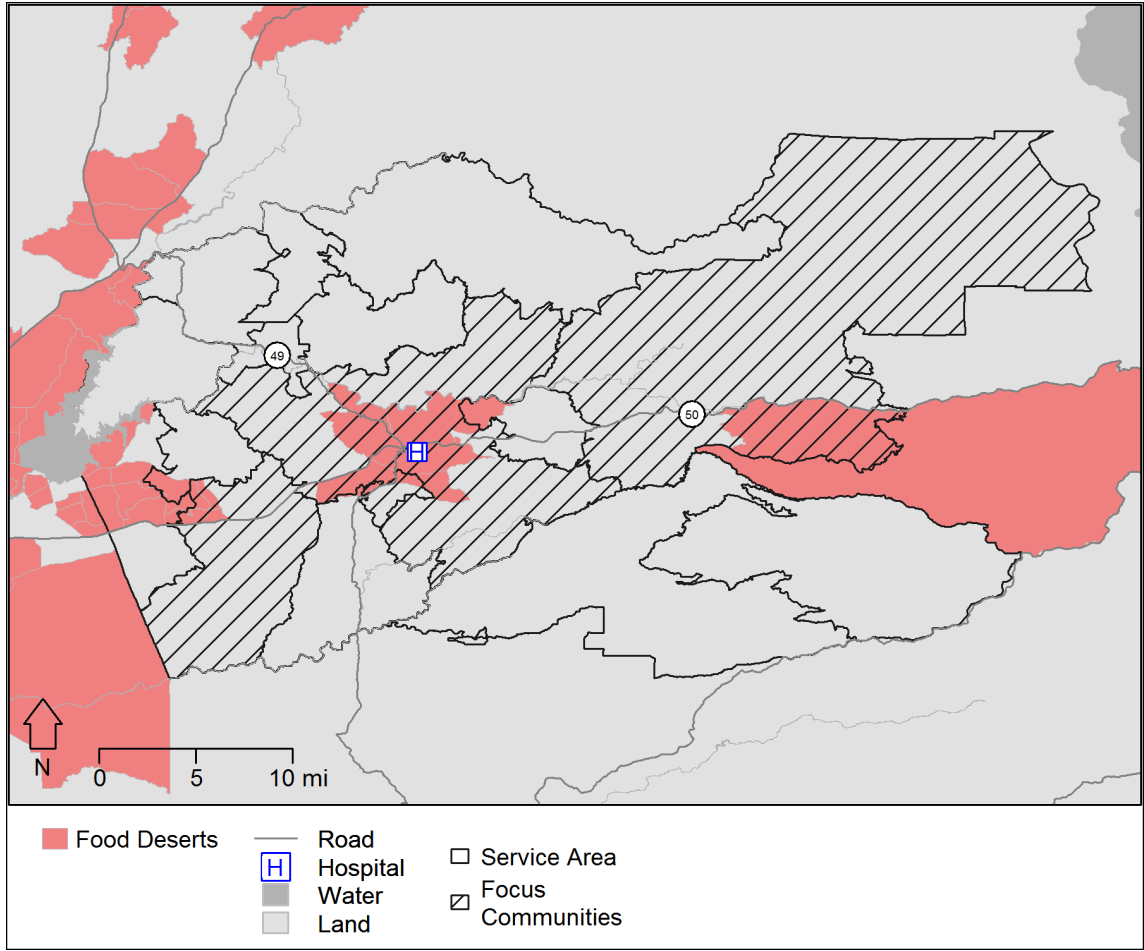 49
50
H
N
0 5 10 mi
Food Deserts
Road
H Hospital
Water
Land
Service Area
Focus
Communities